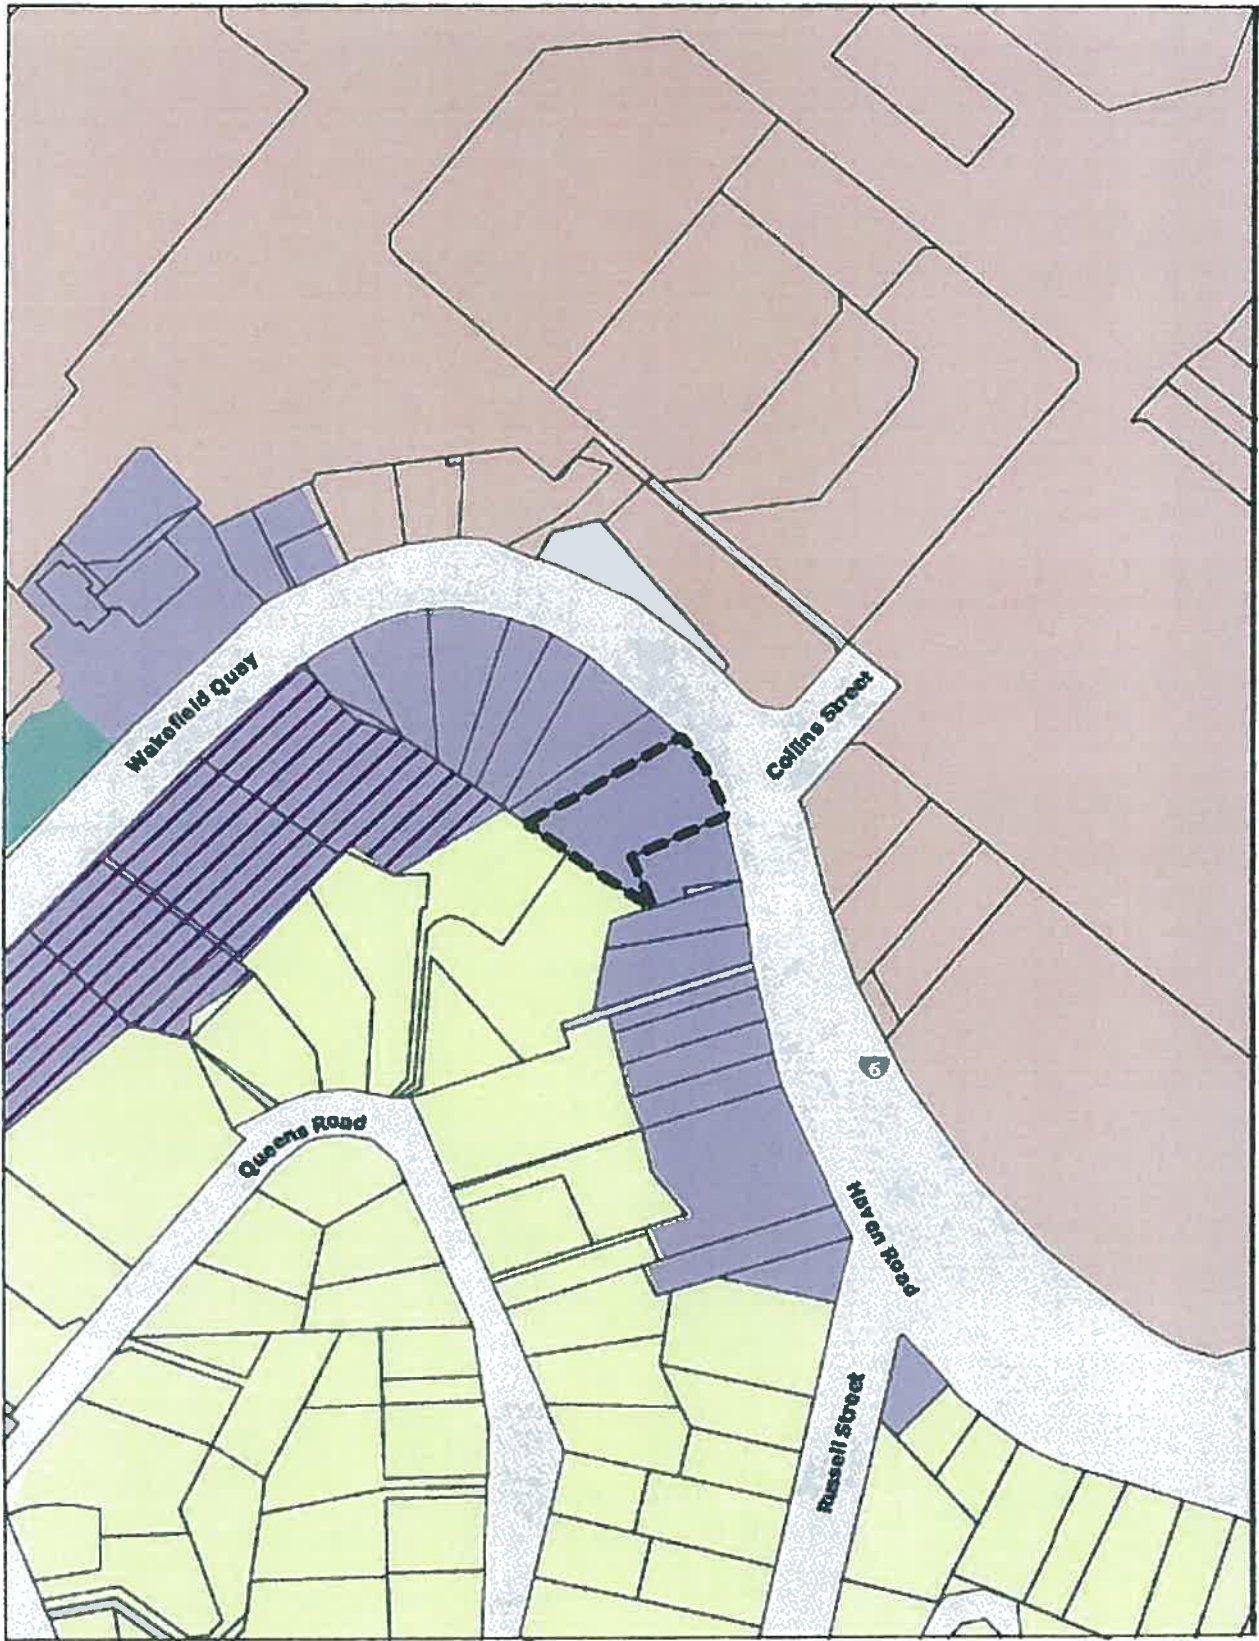 Wakefield Quay
Collins Street
6
Queens Road
Haven Road
Russell Street